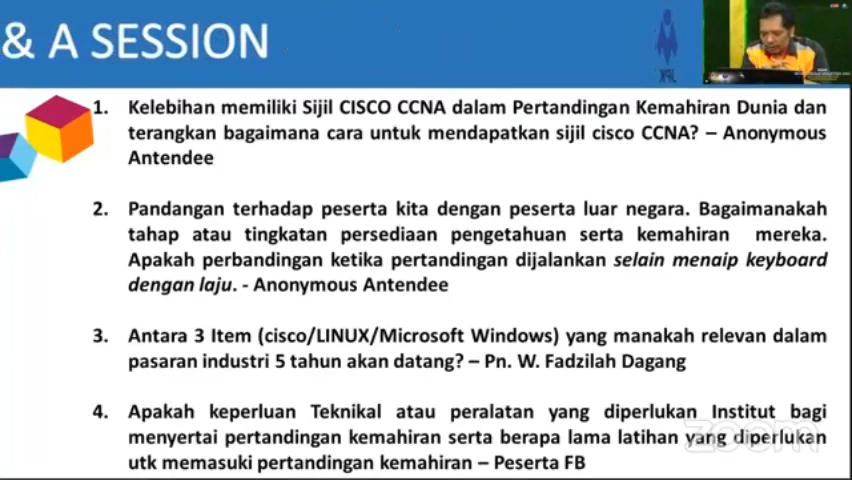 & A SESSION
JPK
1. Kelebihan memiliki Sijil CISCO CCNA dalam Pertandingan Kemahiran Dunia dan
terangkan bagaimana cara untuk mendapatkan sijil cisco CCNA? – Anonymous
Antendee
2. Pandangan terhadap peserta kita dengan peserta luar negara. Bagaimanakah
tahap atau tingkatan persediaan pengetahuan serta kemahiran mereka.
Apakah perbandingan ketika pertandingan dijalankan selain menaip keyboard
dengan laju. - Anonymous Antendee
3. Antara 3 Item (cisco/LINUX/Microsoft Windows) yang manakah relevan dalam
pasaran industri 5 tahun akan datang? – Pn. W. Fadzilah Dagang
4. Apakah keperluan Teknikal atau peralatan yang diperlukan Institut bagi
menyertai pertandingan kemahiran serta berapa lama latihan yang diperlukan
utk memasuki pertandingan kemahiran – Peserta FB
zoom